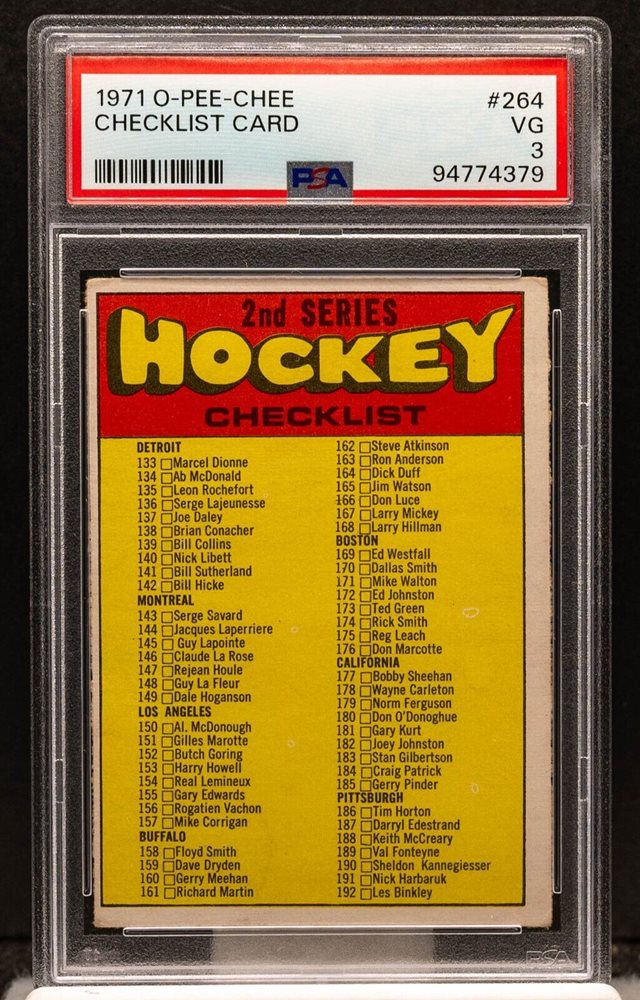 1971 O-PEE-CHEE #264
CHECKLIST CARD VG
3
PSA 94774379
2nd SERIES
HOCKEY
CHECKLIST
DETROIT
133 Marcel Dionne
134 Ab McDonald
135 Leon Rochefort
136 Serge Lajeunesse
137 Joe Daley
138 Brian Conacher
139 Bill Collins
140 Nick Libett
141 Bill Sutherland
142 Bill Hicke
MONTREAL
143 Serge Savard
144 Jacques Laperriere
145 Guy Lapointe
146 Claude La Rose
147 Rejean Houle
148 Guy La Fleur
149 Dale Hoganson
LOS ANGELES
150 Al. McDonough
151 Gilles Marotte
152 Butch Goring
153 Harry Howell
154 Real Lemineux
155 Gary Edwards
156 Rogatien Vachon
157 Mike Corrigan
BUFFALO
158 Floyd Smith
159 Dave Dryden
160 Gerry Meehan
161 Richard Martin
162 Steve Atkinson
163 Ron Anderson
164 Dick Duff
165 Jim Watson
166 Don Luce
167 Larry Mickey
168 Larry Hillman
BOSTON
169 Ed Westfall
170 Dallas Smith
171 Mike Walton
172 Ed Johnston
173 Ted Green
174 Rick Smith
175 Reg Leach
176 Don Marcotte
CALIFORNIA
177 Bobby Sheehan
178 Wayne Carleton
179 Norm Ferguson
180 Don O'Donoghue
181 Gary Kurt
182 Joey Johnston
183 Stan Gilbertson
184 Craig Patrick
185 Gerry Pinder
PITTSBURGH
186 Tim Horton
187 Darryl Edestrand
188 Keith McCreary
189 Val Fonteyne
190 Sheldon Kannegiesser
191 Nick Harbaruk
192 Les Binkley
PSA